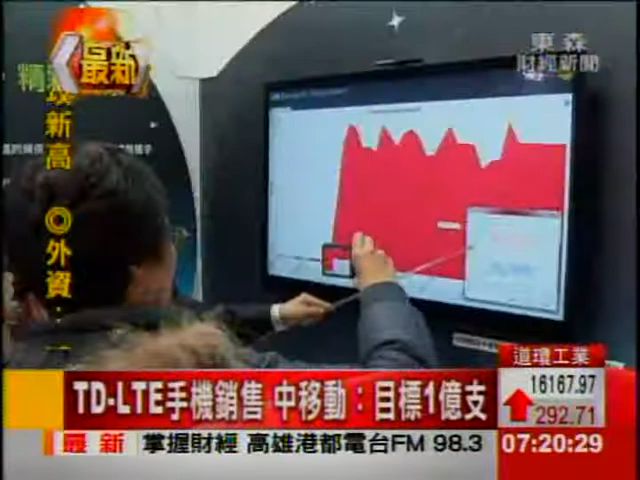 最新
東森
財經新聞
新高
◎外資：
道瓊工業
TD-LTE手機銷售 中移動：目標1億支
16167.97
292.71
最新 掌握財經 高雄港都電台FM 98.3
07:20:29